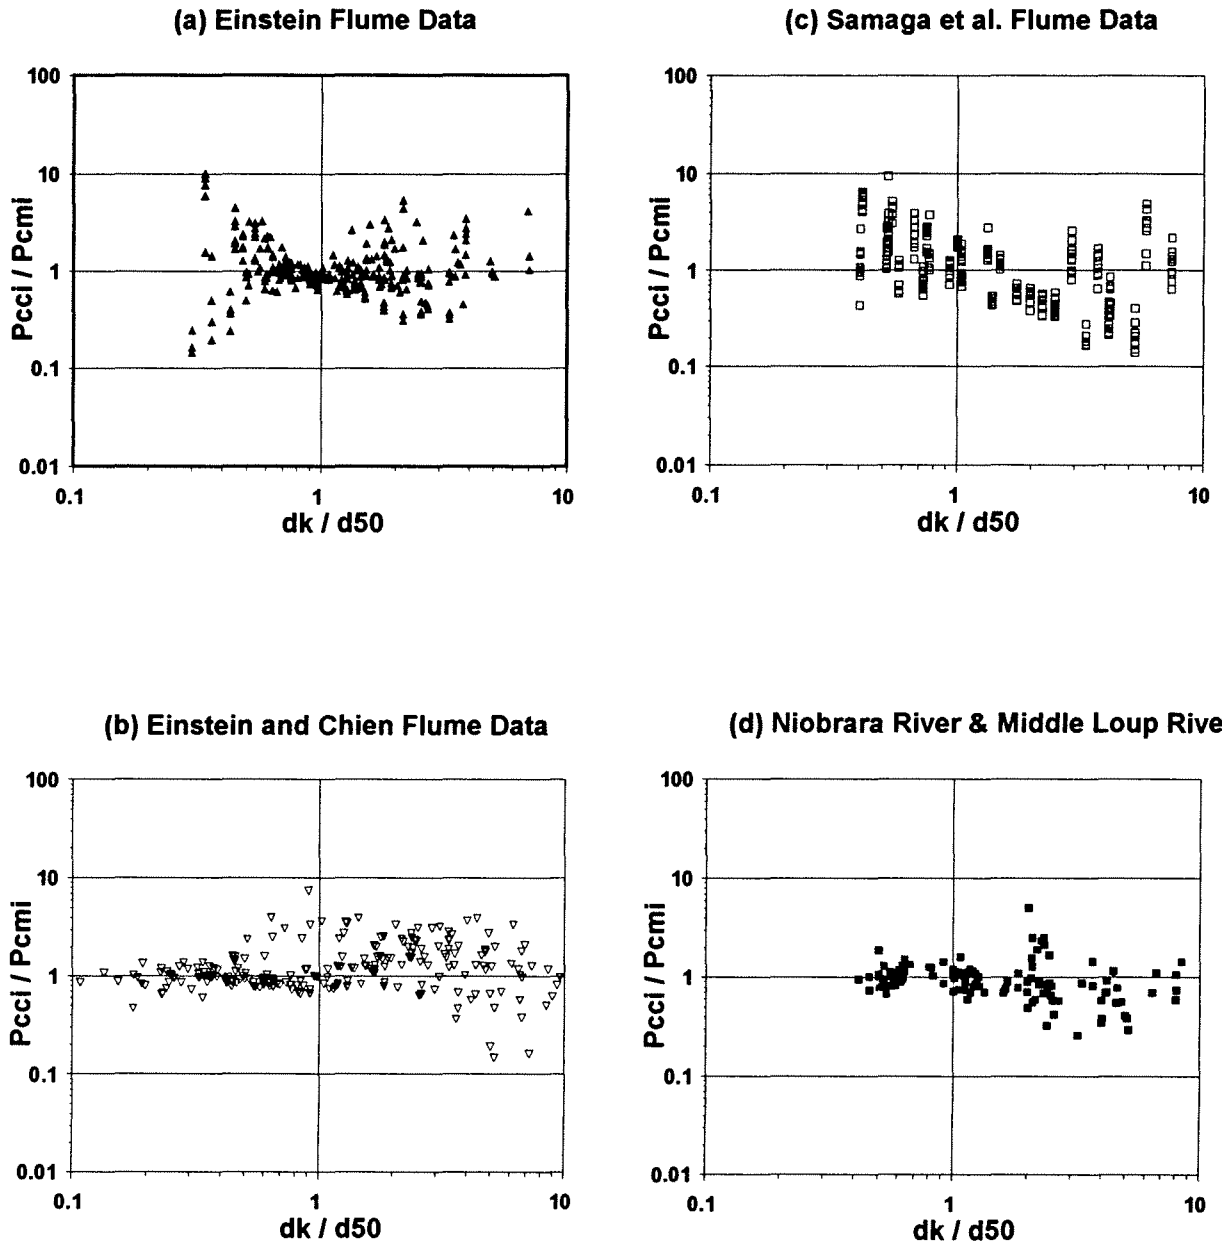 (a) Einstein Flume Data
100
10
1
0.1
0.01
Pcci / Pcmi
0.1
1
10
dk / d50
(c) Samaga et al. Flume Data
100
10
1
0.1
0.01
Pcci / Pcmi
0.1
1
10
dk / d50
(b) Einstein and Chien Flume Data
100
10
1
0.1
0.01
Pcci / Pcmi
0.1
1
10
dk / d50
(d) Niobrara River & Middle Loup Rive
100
10
1
0.1
0.01
Pcci / Pcmi
0.1
1
10
dk / d50